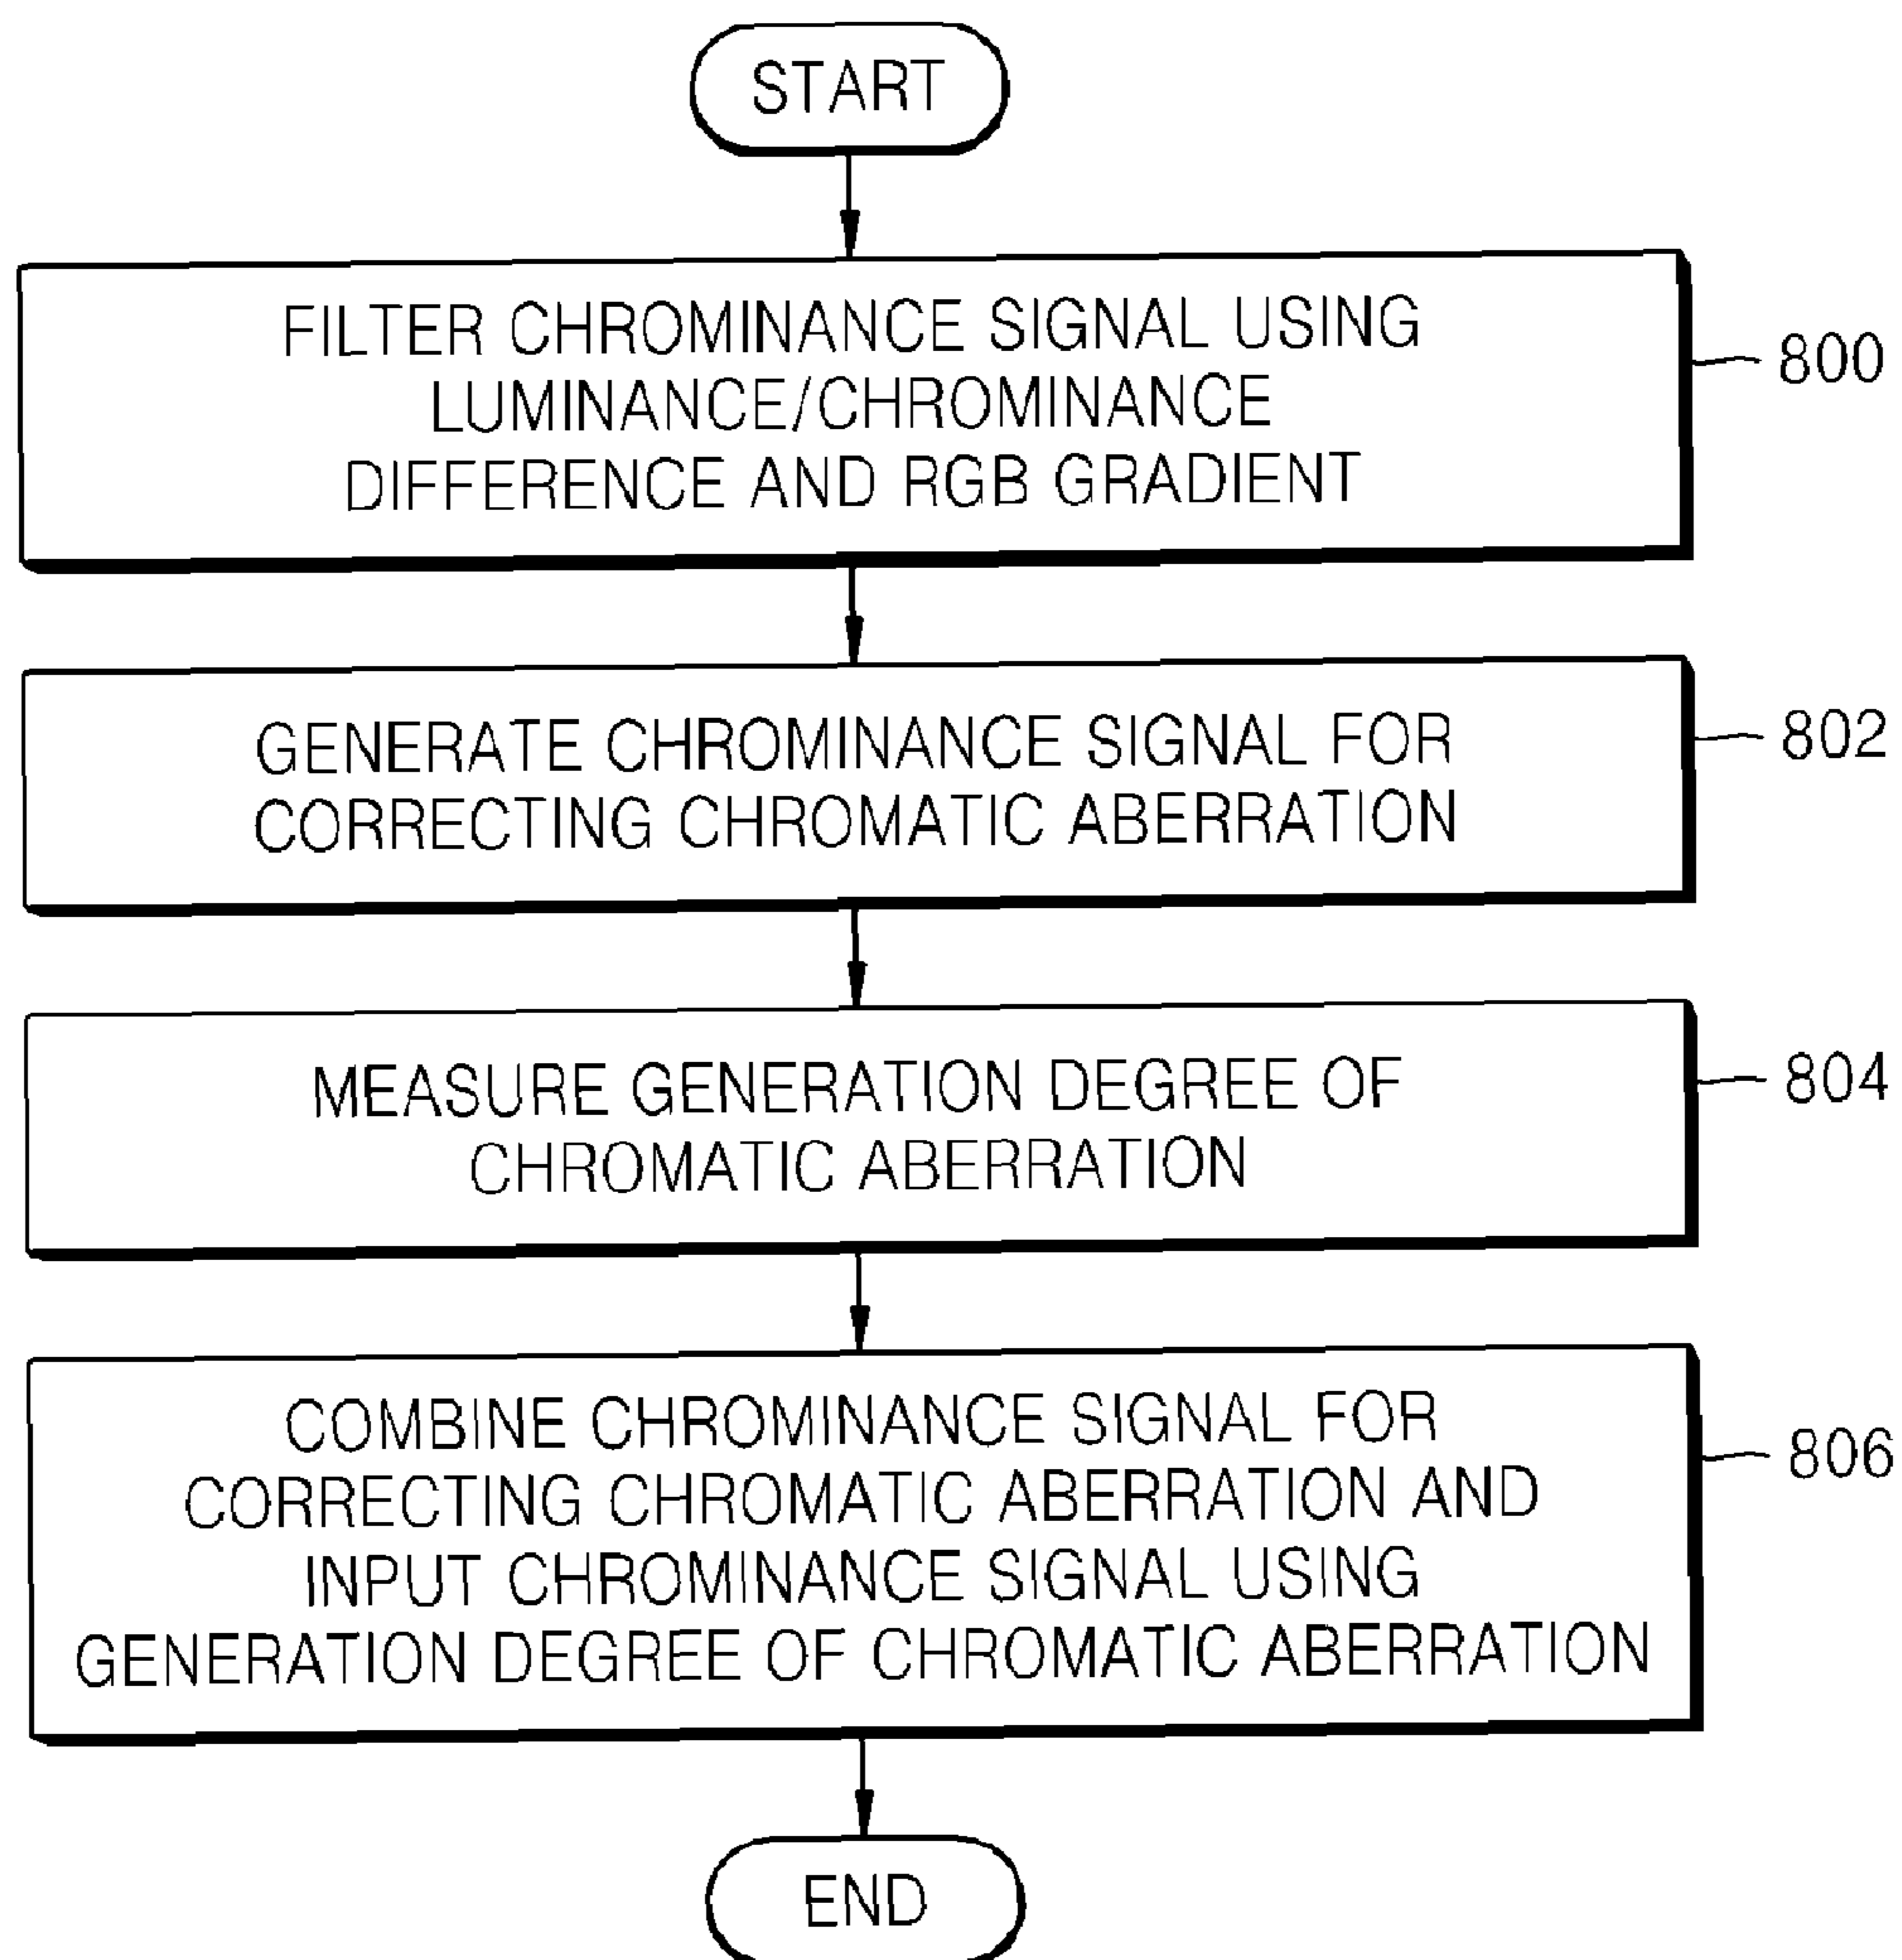 START
FILTER CHROMINANCE SIGNAL USING
LUMINANCE/CHROMINANCE
DIFFERENCE AND RGB GRADIENT
800
GENERATE CHROMINANCE SIGNAL FOR
CORRECTING CHROMATIC ABERRATION
802
MEASURE GENERATION DEGREE OF
CHROMATIC ABERRATION
804
COMBINE CHROMINANCE SIGNAL FOR
CORRECTING CHROMATIC ABERRATION AND
INPUT CHROMINANCE SIGNAL USING
GENERATION DEGREE OF CHROMATIC ABERRATION
806
END